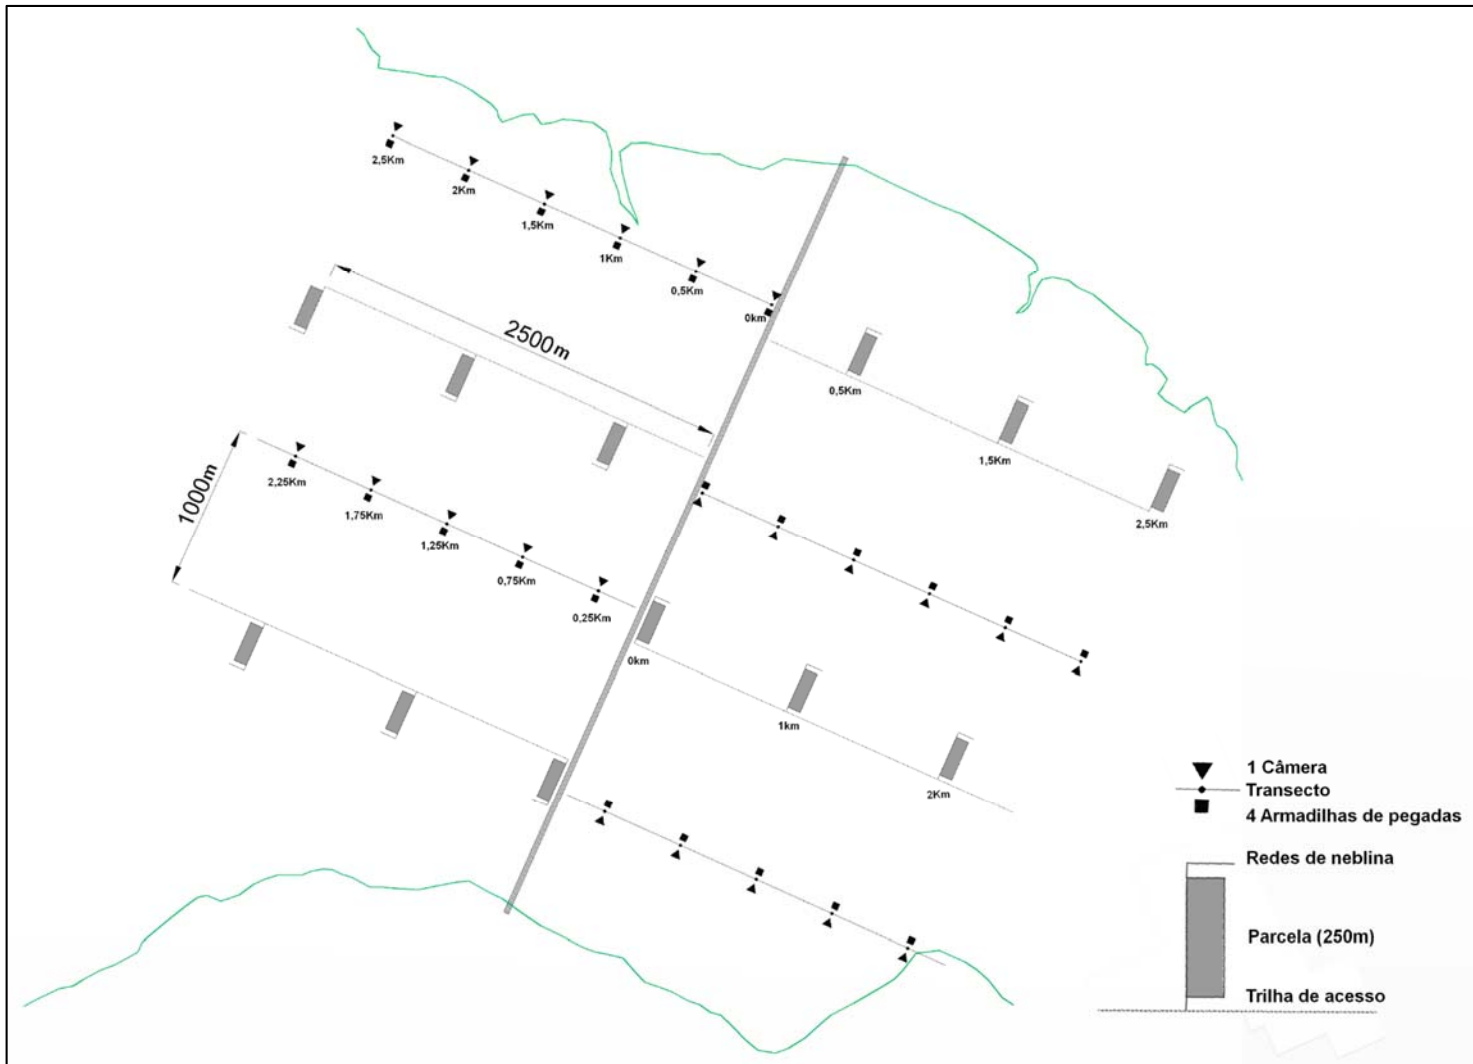 2,5Km
2Km
1,5Km
1Km
0,5Km
0km
2500m
0,5Km
1,5Km
2,5Km
1000m
2,25Km
1,75Km
1,25Km
0,75Km
0,25Km
0km
1km
2Km
1 Câmera
Transecto
4 Armadilhas de pegadas
Redes de neblina
Parcela (250m)
Trilha de acesso